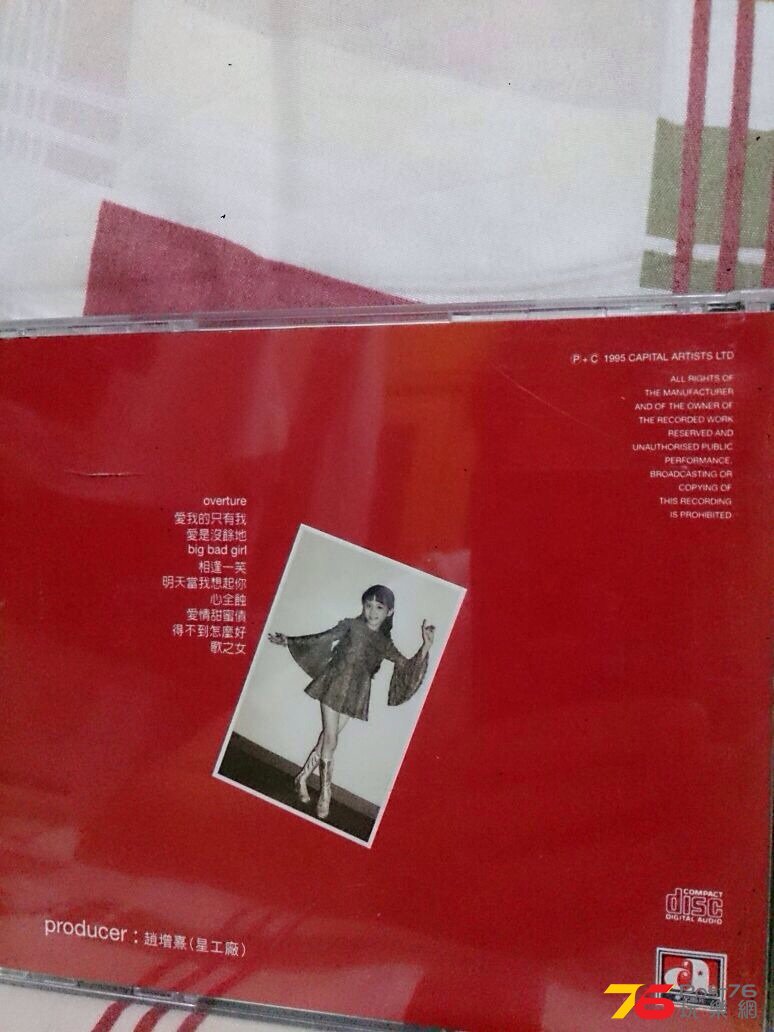 Ⓟ + Ⓒ 1995 CAPITAL ARTISTS LTD
ALL RIGHTS OF
THE MANUFACTURER
AND OF THE OWNER OF
THE RECORDED WORK
RESERVED AND
UNAUTHORISED PUBLIC
PERFORMANCE,
BROADCASTING OR
COPYING OF
THIS RECORDING
IS PROHIBITED
overture
愛我的只有我
愛是沒餘地
big bad girl
相逢一笑
明天當我想起你
心全蝕
愛情甜蜜債
得不到怎麼好
歌之女
producer：趙增熹(星工廠)
COMPACT
disc
DIGITAL AUDIO
76
Post76
玩樂網